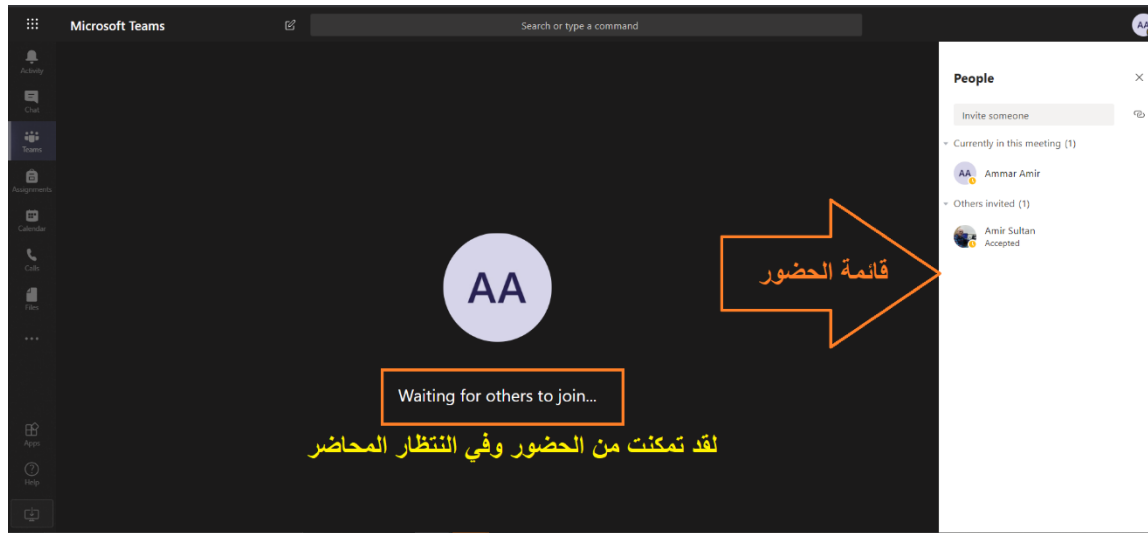 Microsoft Teams
Search or type a command
AA
Activity
Chat
Teams
Assignments
Calendar
Calls
Files
Apps
Help
AA
Waiting for others to join...
لقد تمكنت من الحضور وفي النتظار المحاضر
قائمة الحضور
People
Invite someone
Currently in this meeting (1)
AA Ammar Amir
Others invited (1)
Amir Sultan
Accepted